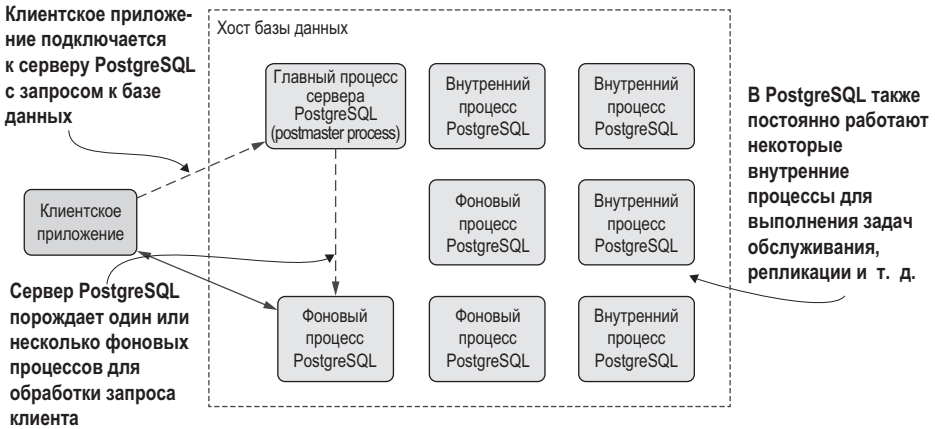 Клиентское приложе-
ние подключается
к серверу PostgreSQL
с запросом к базе
данных
Хост базы данных
Главный процесс
сервера
PostgreSQL
(postmaster process)
Внутренний
процесс
PostgreSQL
Внутренний
процесс
PostgreSQL
В PostgreSQL также
постоянно работают
некоторые
внутренние
процессы для
выполнения задач
обслуживания,
репликации и т. д.
Клиентское
приложение
Фоновый
процесс
PostgreSQL
Внутренний
процесс
PostgreSQL
Сервер PostgreSQL
порождает один или
несколько фоновых
процессов для
обработки запроса
клиента
Фоновый
процесс
PostgreSQL
Фоновый
процесс
PostgreSQL
Внутренний
процесс
PostgreSQL